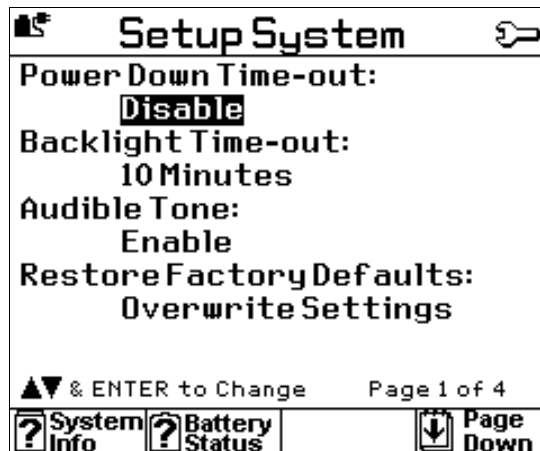 Setup System
Power Down Time-out:
Disable
Backlight Time-out:
10 Minutes
Audible Tone:
Enable
Restore Factory Defaults:
Overwrite Settings
▲▼ & ENTER to Change Page 1 of 4
? System Info ? Battery Status Page Down